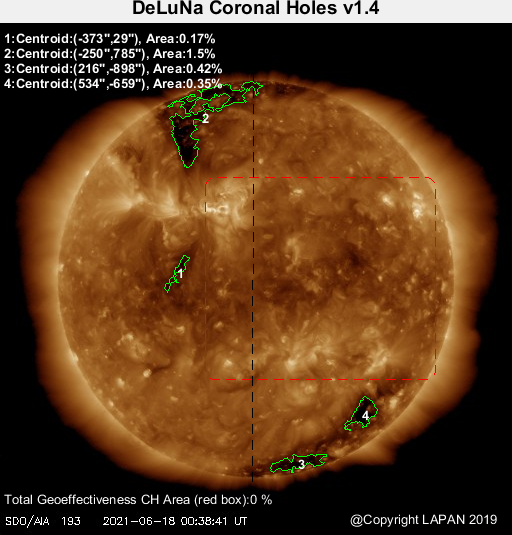 DeLuNa Coronal Holes v1.4
1:Centroid:(-373",29"), Area:0.17%
2:Centroid:(-250",785"), Area:1.5%
3:Centroid:(216",-898"), Area:0.42%
4:Centroid:(534",-659"), Area:0.35%
2
1
4
3
Total Geoeffectiveness CH Area (red box):0 %
SDO/AIA 193 2021-06-18 00:38:41 UT
@Copyright LAPAN 2019